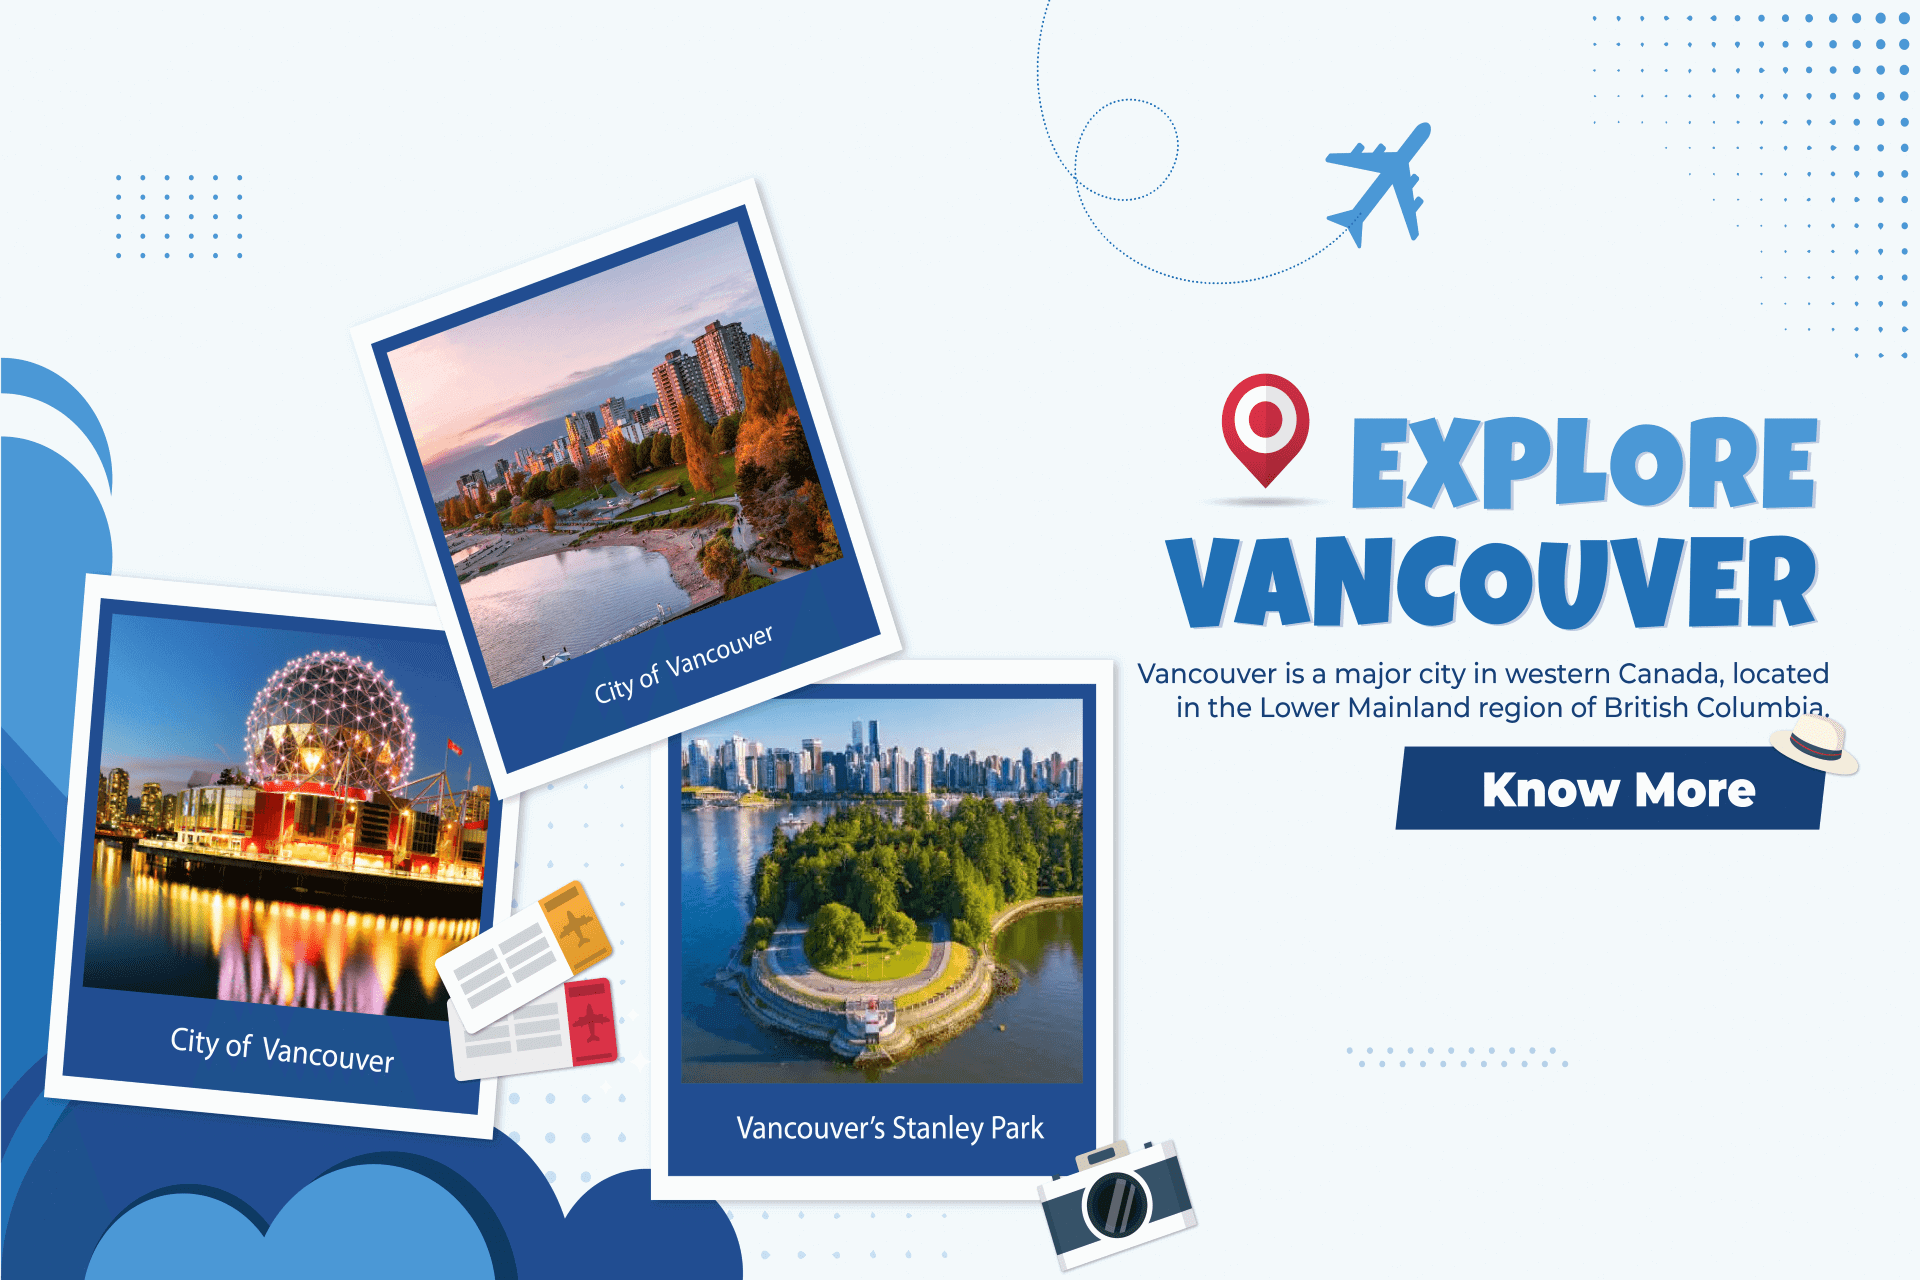 EXPLORE
VANCOUVER
Vancouver is a major city in western Canada, located
in the Lower Mainland region of British Columbia.
Know More
City of Vancouver
City of Vancouver
Vancouver's Stanley Park